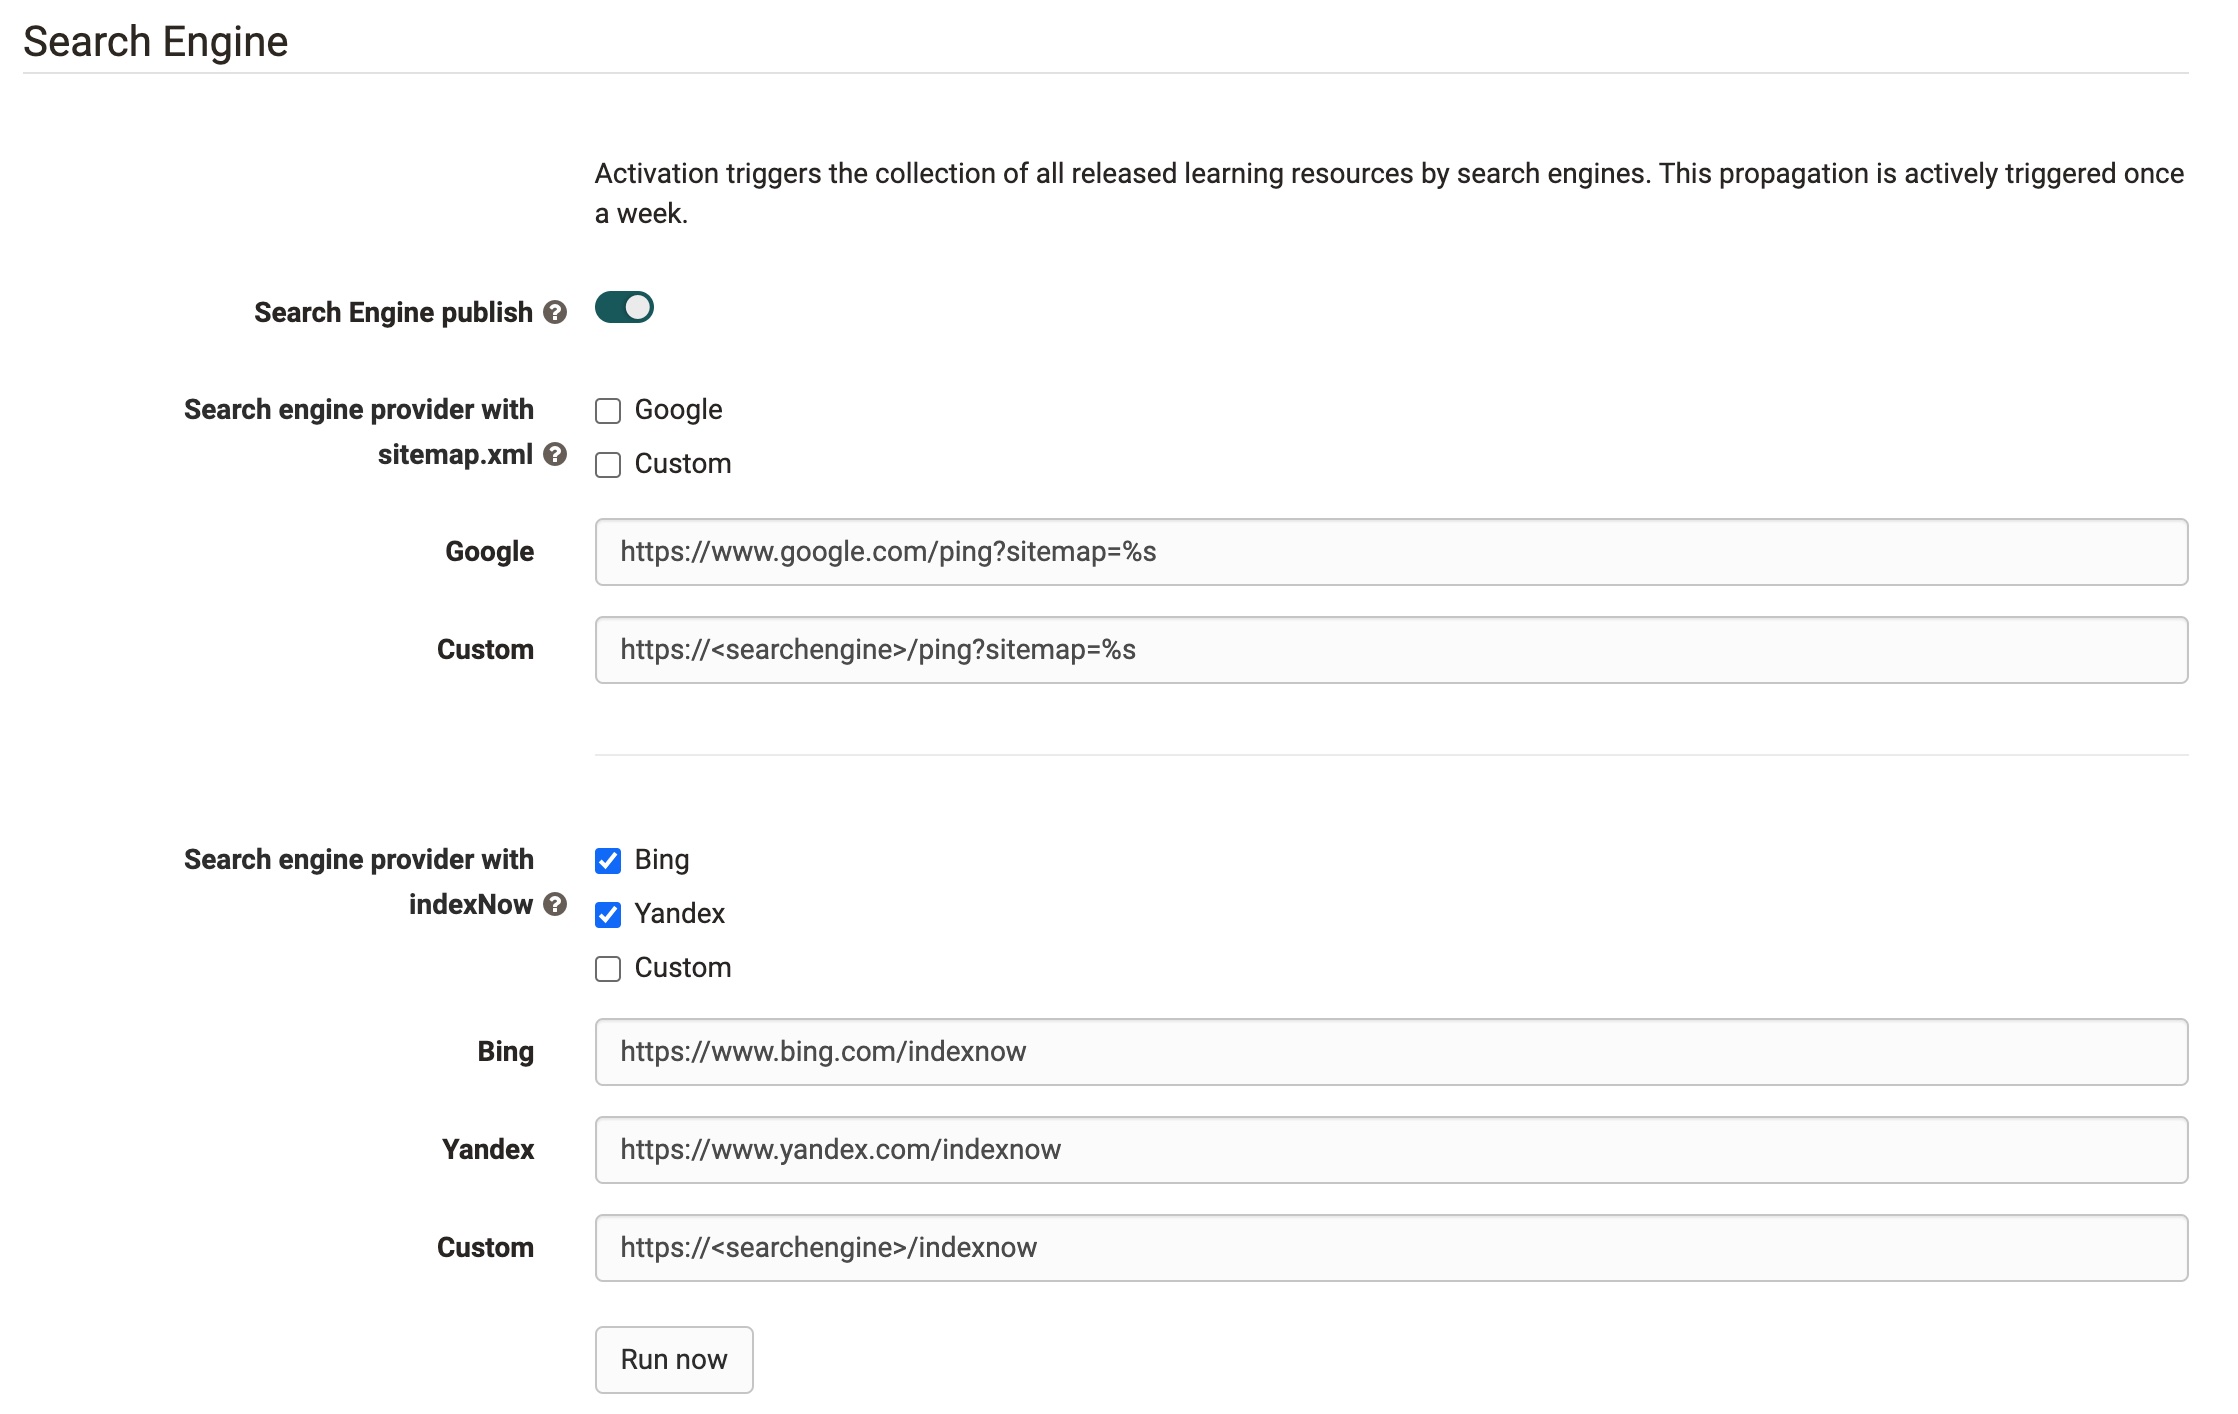 Search Engine
Activation triggers the collection of all released learning resources by search engines. This propagation is actively triggered once
a week.
Search Engine publish ?
Search engine provider with
sitemap.xml ?
Google
Custom
Google
https://www.google.com/ping?sitemap=%s
Custom
https://<searchengine>/ping?sitemap=%s
Search engine provider with
indexNow ?
Bing
Yandex
Custom
Bing
https://www.bing.com/indexnow
Yandex
https://www.yandex.com/indexnow
Custom
https://<searchengine>/indexnow
Run now